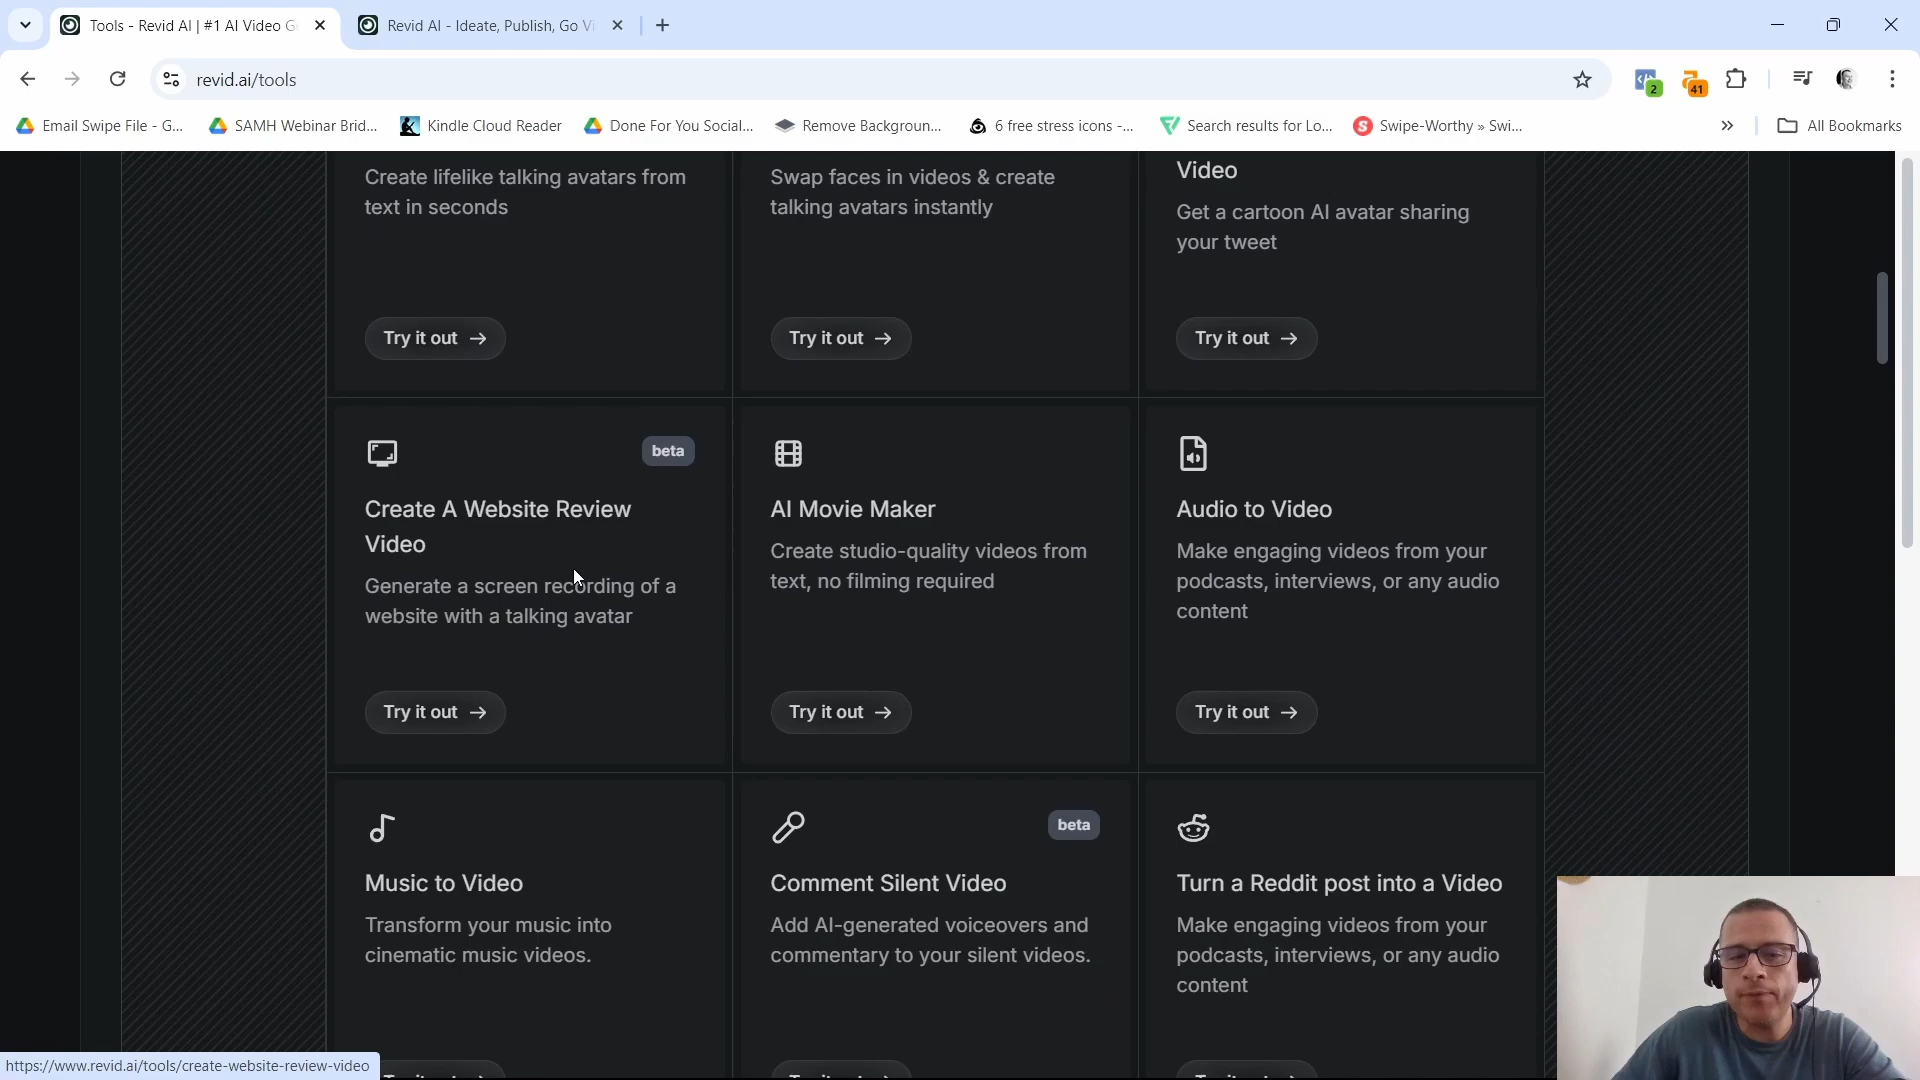 Tools - Revid AI | #1 AI Video G
Revid AI - Ideate, Publish, Go Vi
revid.ai/tools
2
41
Email Swipe File - G...
SAMH Webinar Brid...
Kindle Cloud Reader
Done For You Social...
Remove Backgroun...
6 free stress icons -...
Search results for Lo...
Swipe-Worthy » Swi...
All Bookmarks
Create lifelike talking avatars from
text in seconds
Try it out →
Swap faces in videos & create
talking avatars instantly
Try it out →
Video
Get a cartoon AI avatar sharing
your tweet
Try it out →
beta
Create A Website Review
Video
Generate a screen recording of a
website with a talking avatar
Try it out →
AI Movie Maker
Create studio-quality videos from
text, no filming required
Try it out →
Audio to Video
Make engaging videos from your
podcasts, interviews, or any audio
content
Try it out →
Music to Video
Transform your music into
cinematic music videos.
beta
Comment Silent Video
Add AI-generated voiceovers and
commentary to your silent videos.
Turn a Reddit post into a Video
Make engaging videos from your
podcasts, interviews, or any audio
content
https://www.revid.ai/tools/create-website-review-video